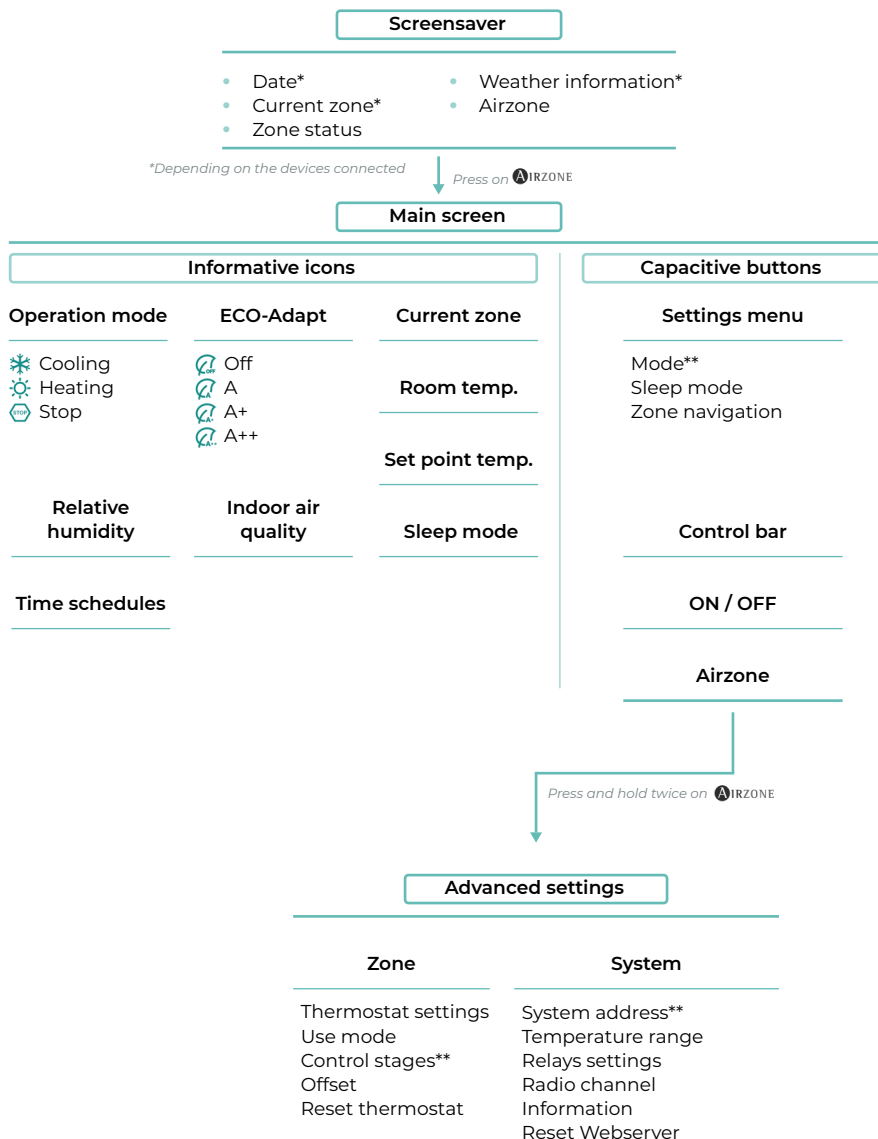 Screensaver
• Date*
• Current zone*
• Zone status
• Weather information*
• Airzone
*Depending on the devices connected
Press on AIRZONE
Main screen
Informative icons
Operation mode
Cooling
Heating
STOP Stop
ECO-Adapt
OFF Off
A A
A+ A+
A++ A++
Current zone
Room temp.
Set point temp.
Relative
humidity
Indoor air
quality
Sleep mode
Time schedules
Capacitive buttons
Settings menu
Mode**
Sleep mode
Zone navigation
Control bar
ON / OFF
Airzone
Press and hold twice on AIRZONE
Advanced settings
Zone
Thermostat settings
Use mode
Control stages**
Offset
Reset thermostat
System
System address**
Temperature range
Relays settings
Radio channel
Information
Reset Webserver